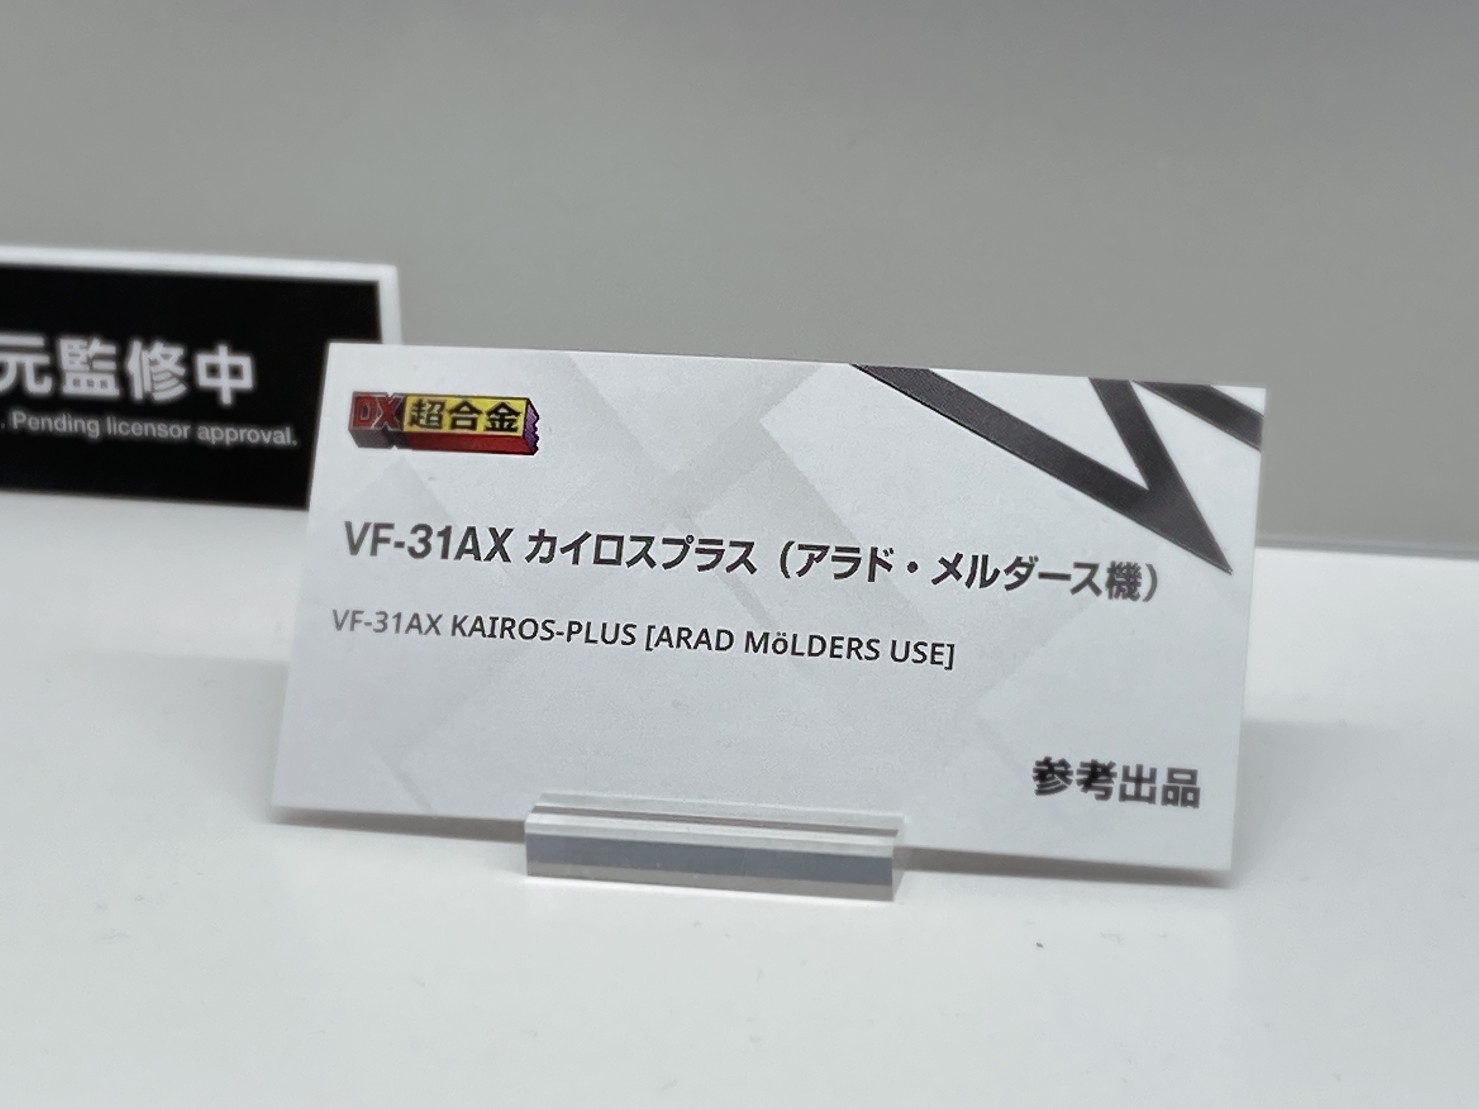 元監修中
. Pending licensor approval.
DX超合金
VF-31AX カイロスプラス（アラド・メルダース機）
VF-31AX KAIROS-PLUS [ARAD MöLDERS USE]
参考出品